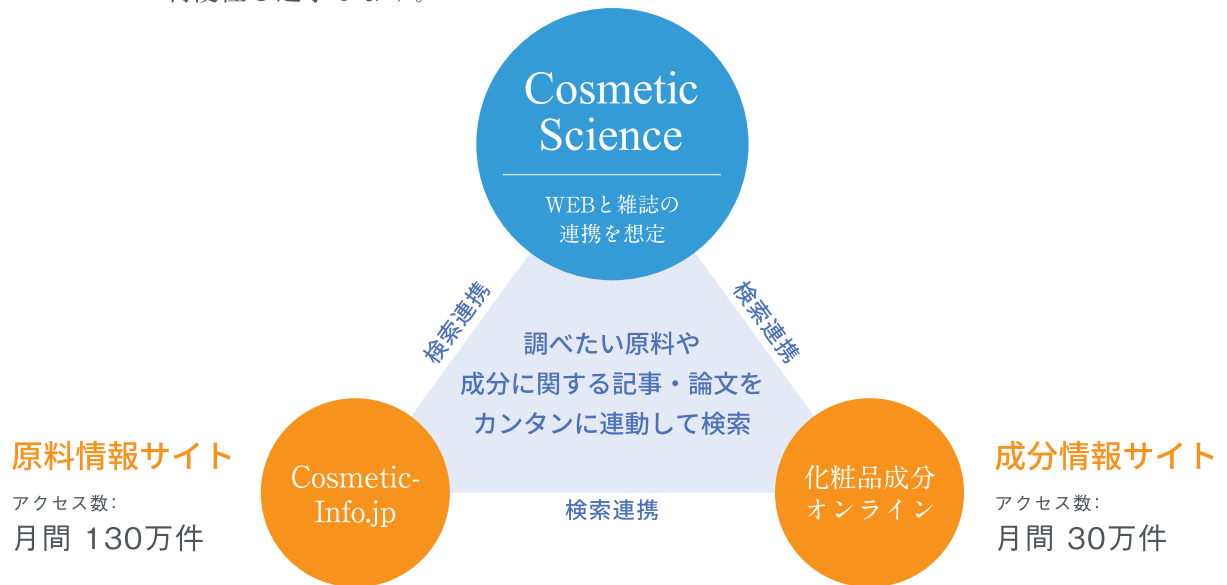 Cosmetic
Science
WEBと雑誌の
連携を想定
検索連携
検索連携
調べたい原料や
成分に関する記事・論文を
カンタンに連動して検索
原料情報サイト
アクセス数:
月間 130万件
Cosmetic-
Info.jp
検索連携
化粧品成分
オンライン
成分情報サイト
アクセス数:
月間 30万件